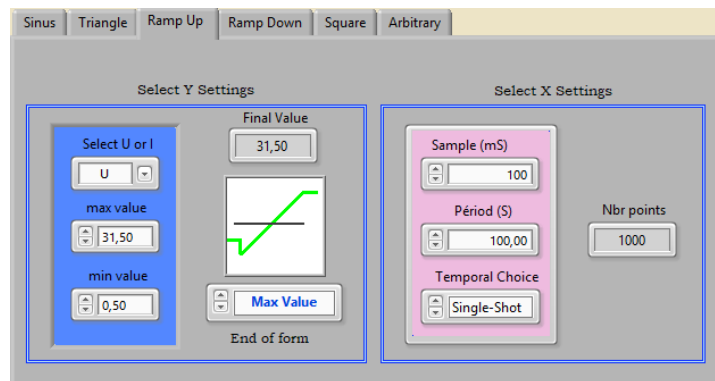 Sinus Triangle Ramp Up Ramp Down Square Arbitrary
Select Y Settings
Final Value
31,50
Select U or I
U
max value
31,50
min value
0,50
Max Value
End of form
Select X Settings
Sample (mS)
100
Périod (S)
100,00
Temporal Choice
Single-Shot
Nbr points
1000